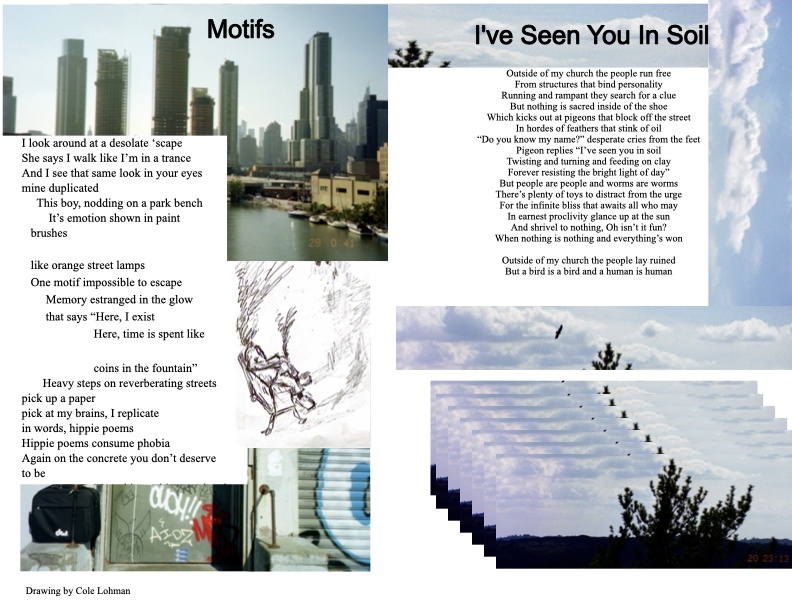 Motifs
I look around at a desolate ‘scape
She says I walk like I’m in a trance
And I see that same look in your eyes
mine duplicated
This boy, nodding on a park bench
It’s emotion shown in paint
brushes
like orange street lamps
One motif impossible to escape
Memory estranged in the glow
that says “Here, I exist
Here, time is spent like
coins in the fountain”
Heavy steps on reverberating streets
pick up a paper
pick at my brains, I replicate
in words, hippie poems
Hippie poems consume phobia
Again on the concrete you don’t deserve
to be
Drawing by Cole Lohman
I've Seen You In Soil
Outside of my church the people run free
From structures that bind personality
Running and rampant they search for a clue
But nothing is sacred inside of the shoe
Which kicks out at pigeons that block off the street
In hordes of feathers that stink of oil
“Do you know my name?” desperate cries from the feet
Pigeon replies “I’ve seen you in soil
Twisting and turning and feeding on clay
Forever resisting the bright light of day”
But people are people and worms are worms
There’s plenty of toys to distract from the urge
For the infinite bliss that awaits all who may
In earnest proclivity glance up at the sun
And shrivel to nothing, Oh isn’t it fun?
When nothing is nothing and everything’s won
Outside of my church the people lay ruined
But a bird is a bird and a human is human